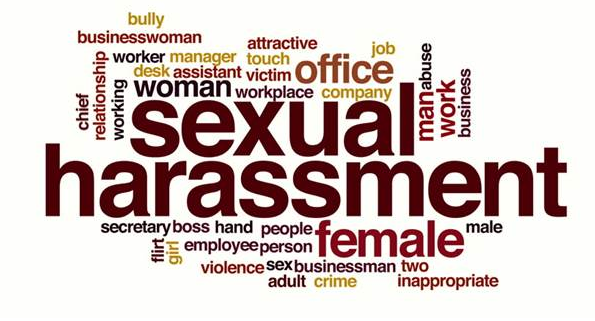 bully
businesswoman
attractive
job
worker manager touch
desk assistant victim office
woman workplace company
chief
relationship
working
man
abuse
work
business
sexual
harassment
secretary boss hand people female male
flirt
girl
employee person
violence sex businessman two
adult crime inappropriate